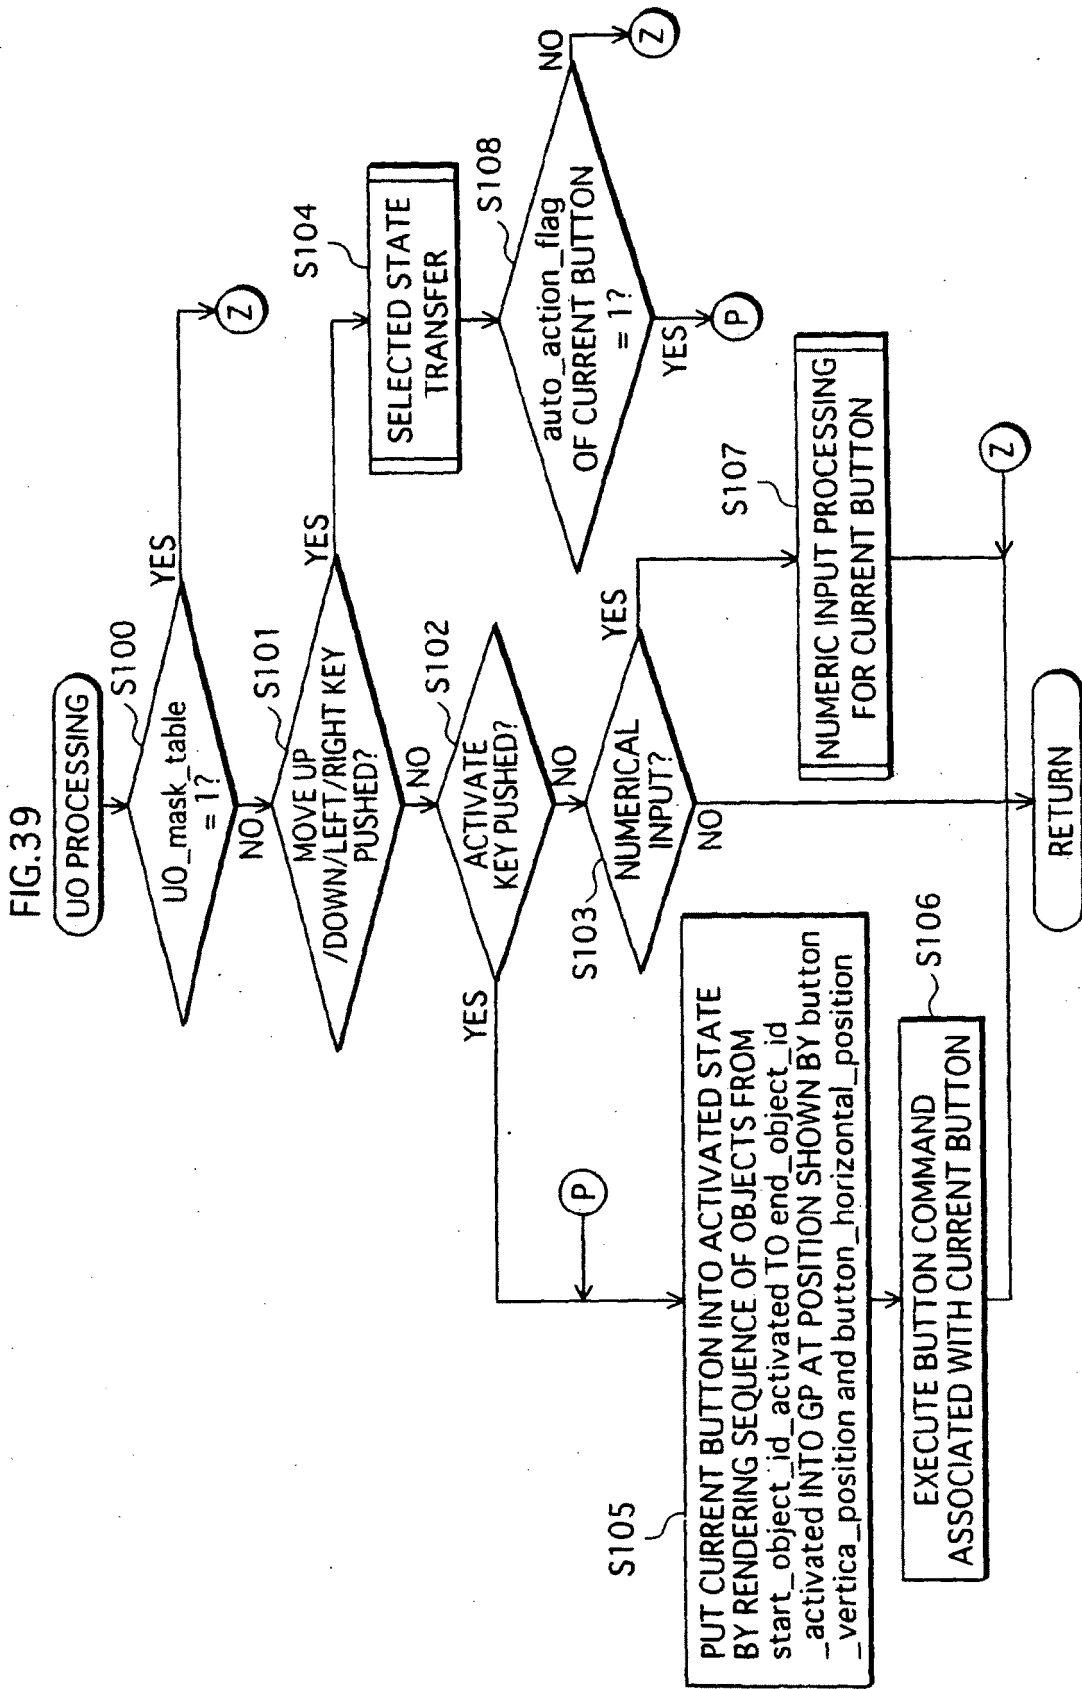 FIG.39
UO PROCESSING
S100
UO_mask_table
= 1?
YES
Z
NO
S101
MOVE UP
/DOWN/LEFT/RIGHT KEY
PUSHED?
YES
S104
SELECTED STATE
TRANSFER
S108
auto_action_flag
OF CURRENT BUTTON
= 1?
NO
Z
YES
P
NO
S102
ACTIVATE
KEY PUSHED?
YES
NO
S103
NUMERICAL
INPUT?
YES
NO
S107
NUMERIC INPUT PROCESSING
FOR CURRENT BUTTON
Z
P
S105
PUT CURRENT BUTTON INTO ACTIVATED STATE
BY RENDERING SEQUENCE OF OBJECTS FROM
start_object_id_activated TO end_object_id
_activated INTO GP AT POSITION SHOWN BY button
_vertica_position and button_horizontal_position
S106
EXECUTE BUTTON COMMAND
ASSOCIATED WITH CURRENT BUTTON
RETURN